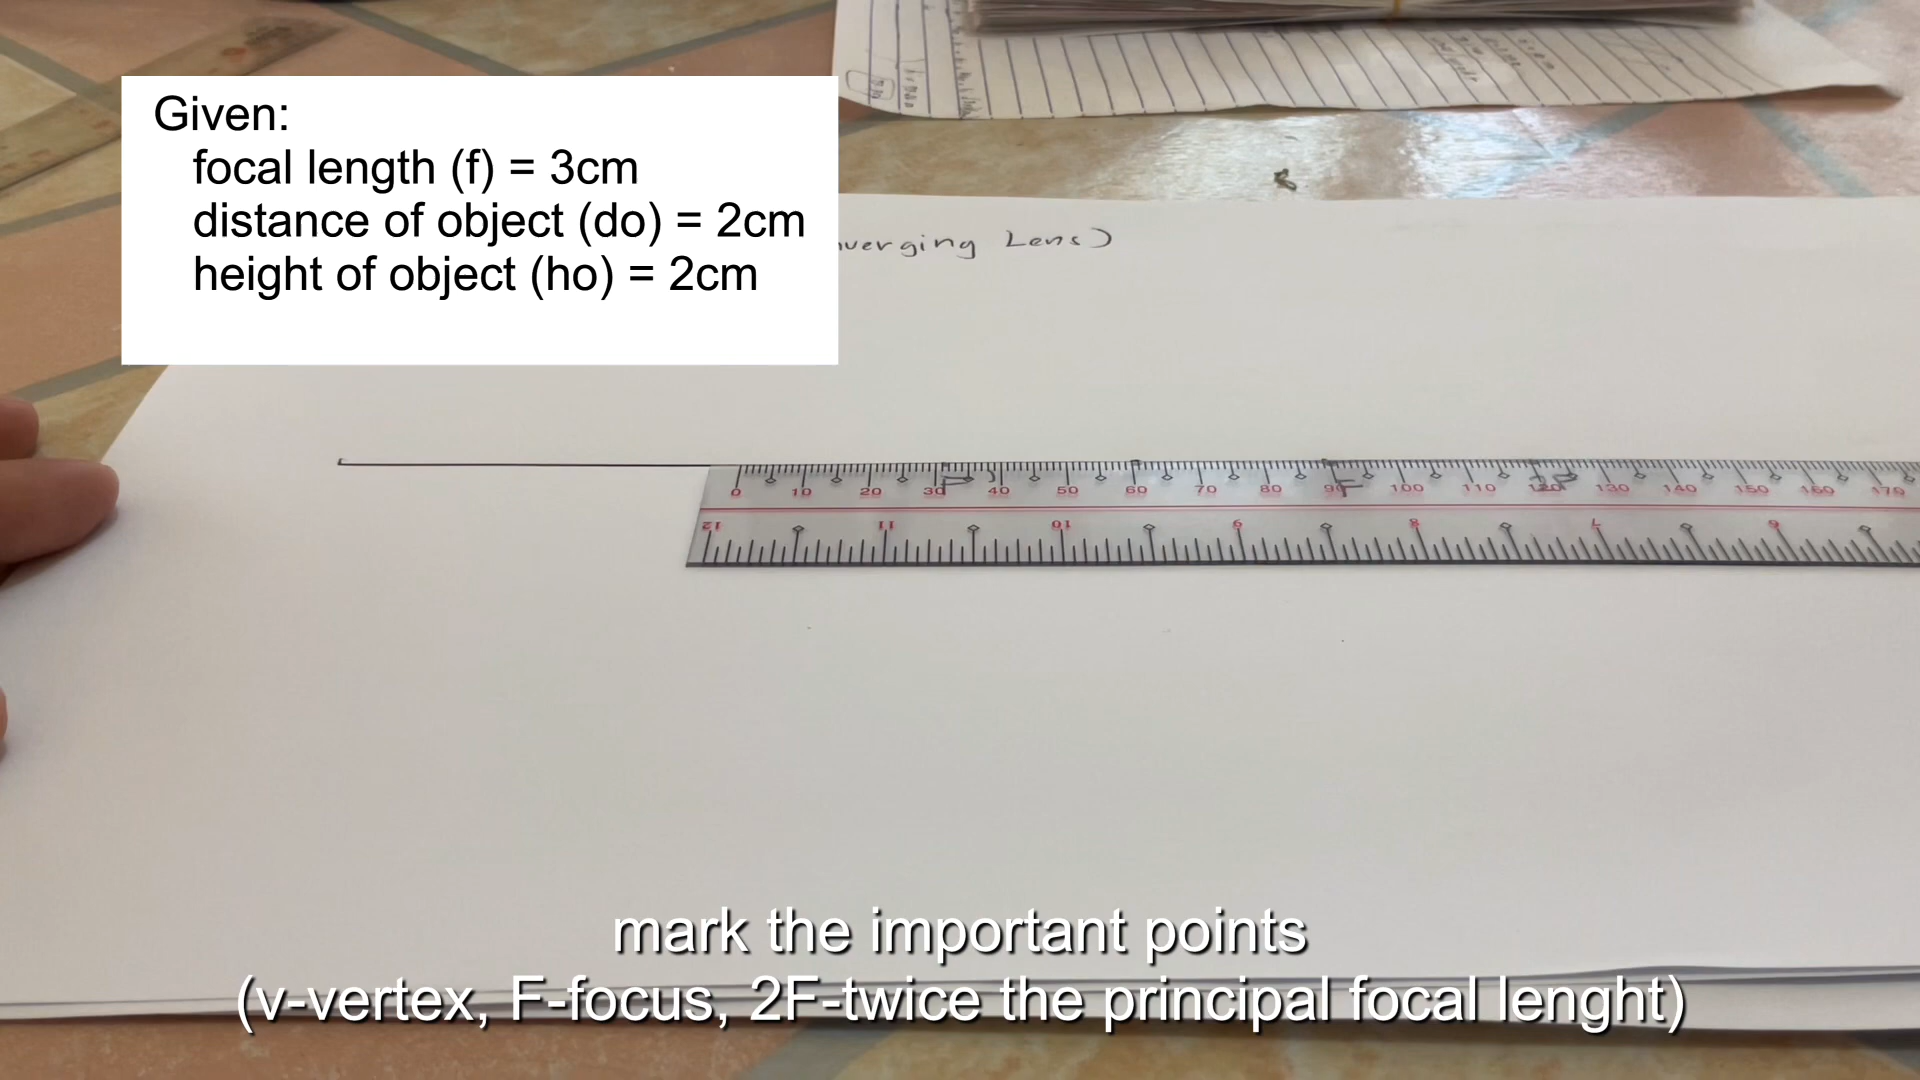 Given:
focal length (f) = 3cm
distance of object (do) = 2cm
height of object (ho) = 2cm
verging Lens)
F
F
2F
0 10 20 30 40 50 60 70 80 90 100 110 120 130 140 150 160 170
12 11 10 9 8 7 6
mark the important points
(v-vertex, F-focus, 2F-twice the principal focal lenght)